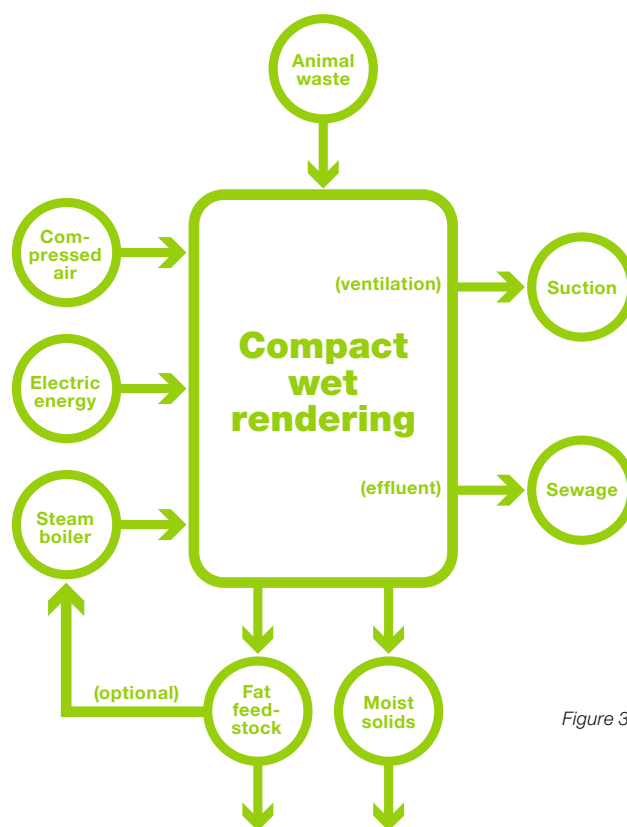 Animal
waste
Com-
pressed
air
(ventilation)
Suction
Compact
wet
rendering
Electric
energy
(effluent)
Sewage
Steam
boiler
(optional)
Fat
feed-
stock
Moist
solids
Figure 3